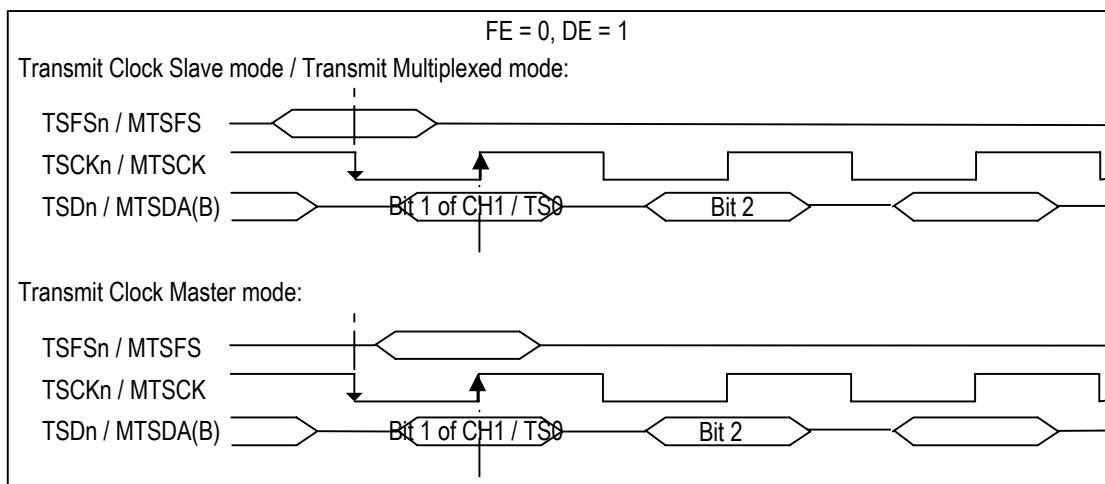 FE = 0, DE = 1
Transmit Clock Slave mode / Transmit Multiplexed mode:
TSFSn / MTSFS
TSCKn / MTSCK
TSDn / MTSDA(B)
Bit 1 of CH1 / TS0
Bit 2
Transmit Clock Master mode:
TSFSn / MTSFS
TSCKn / MTSCK
TSDn / MTSDA(B)
Bit 1 of CH1 / TS0
Bit 2